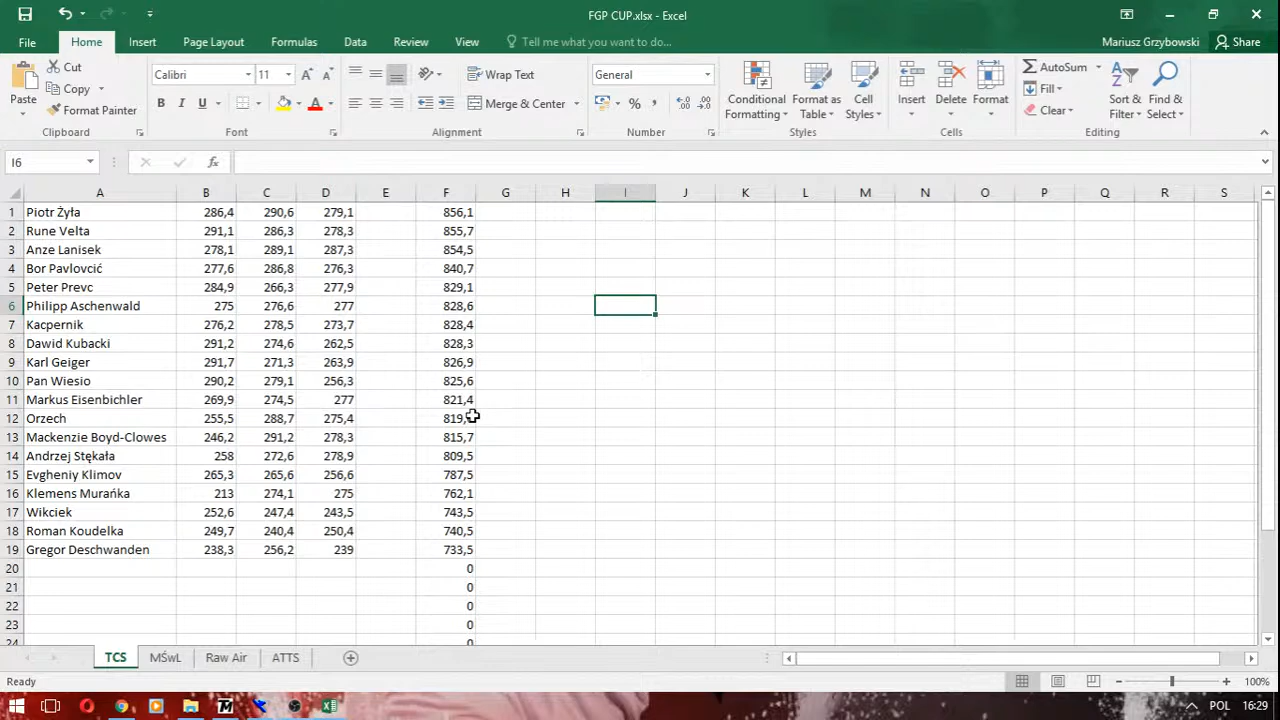 FGP CUP.xlsx - Excel
File Home Insert Page Layout Formulas Data Review View Tell me what you want to do... Mariusz Grzybowski Share
Cut Calibri 11 Wrap Text General AutoSum
Copy Fill
Paste Format Painter Merge & Center Conditional Formatting Format as Table Cell Styles Insert Delete Format Clear Sort & Filter Find & Select
Clipboard Font Alignment Number Styles Cells Editing
I6 fx
A B C D E F G H I J K L M N O P Q R S
1 Piotr Żyła 286,4 290,6 279,1 856,1
2 Rune Velta 291,1 286,3 278,3 855,7
3 Anze Lanisek 278,1 289,1 287,3 854,5
4 Bor Pavlovcić 277,6 286,8 276,3 840,7
5 Peter Prevc 284,9 266,3 277,9 829,1
6 Philipp Aschenwald 275 276,6 277 828,6
7 Kacpernik 276,2 278,5 273,7 828,4
8 Dawid Kubacki 291,2 274,6 262,5 828,3
9 Karl Geiger 291,7 271,3 263,9 826,9
10 Pan Wiesio 290,2 279,1 256,3 825,6
11 Markus Eisenbichler 269,9 274,5 277 821,4
12 Orzech 255,5 288,7 275,4 819,
13 Mackenzie Boyd-Clowes 246,2 291,2 278,3 815,7
14 Andrzej Stękała 258 272,6 278,9 809,5
15 Evgheniy Klimov 265,3 265,6 256,6 787,5
16 Klemens Murańka 213 274,1 275 762,1
17 Wikciek 252,6 247,4 243,5 743,5
18 Roman Koudelka 249,7 240,4 250,4 740,5
19 Gregor Deschwanden 238,3 256,2 239 733,5
20 0
21 0
22 0
23 0
24 0
TCS MŚwL Raw Air ATTS
Ready 100%
POL 16:29